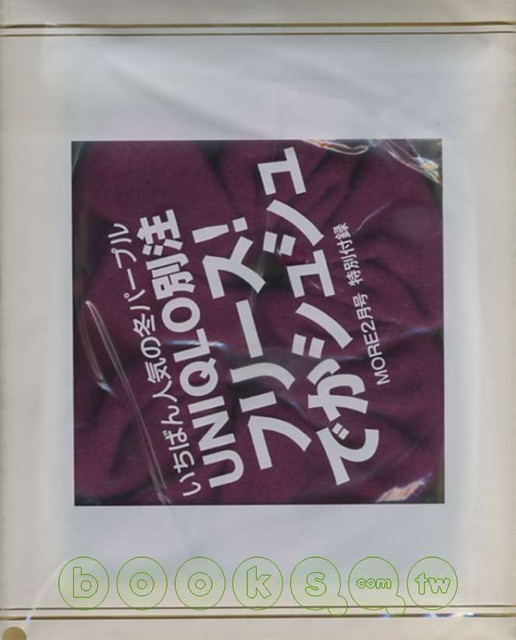 いちばん人気の冬パープル
UNIQLO別注
フリース!
でかシュシュ
MORE2月号 特別付録
books.com.tw